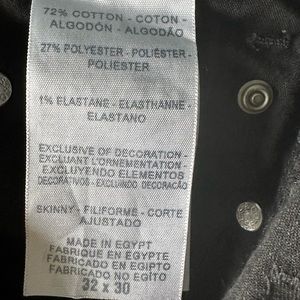 72% COTTON - COTON -
ALGODÓN - ALGODÃO
27% POLYESTER - POLIÉSTER -
POLIESTER
1% ELASTANE - ELASTHANNE -
ELASTANO
EXCLUSIVE OF DECORATION -
EXCLUANT L'ORNEMENTATION -
EXCLUYENDO ELEMENTOS
DECORATIVOS - EXCLUINDO DECORAÇÃO
SKINNY - FILIFORME - CORTE
AJUSTADO
MADE IN EGYPT
FABRIQUE EN EGYPTE
FABRICADO EN EGIPTO
FABRICADO NO EGITO
32 x 30